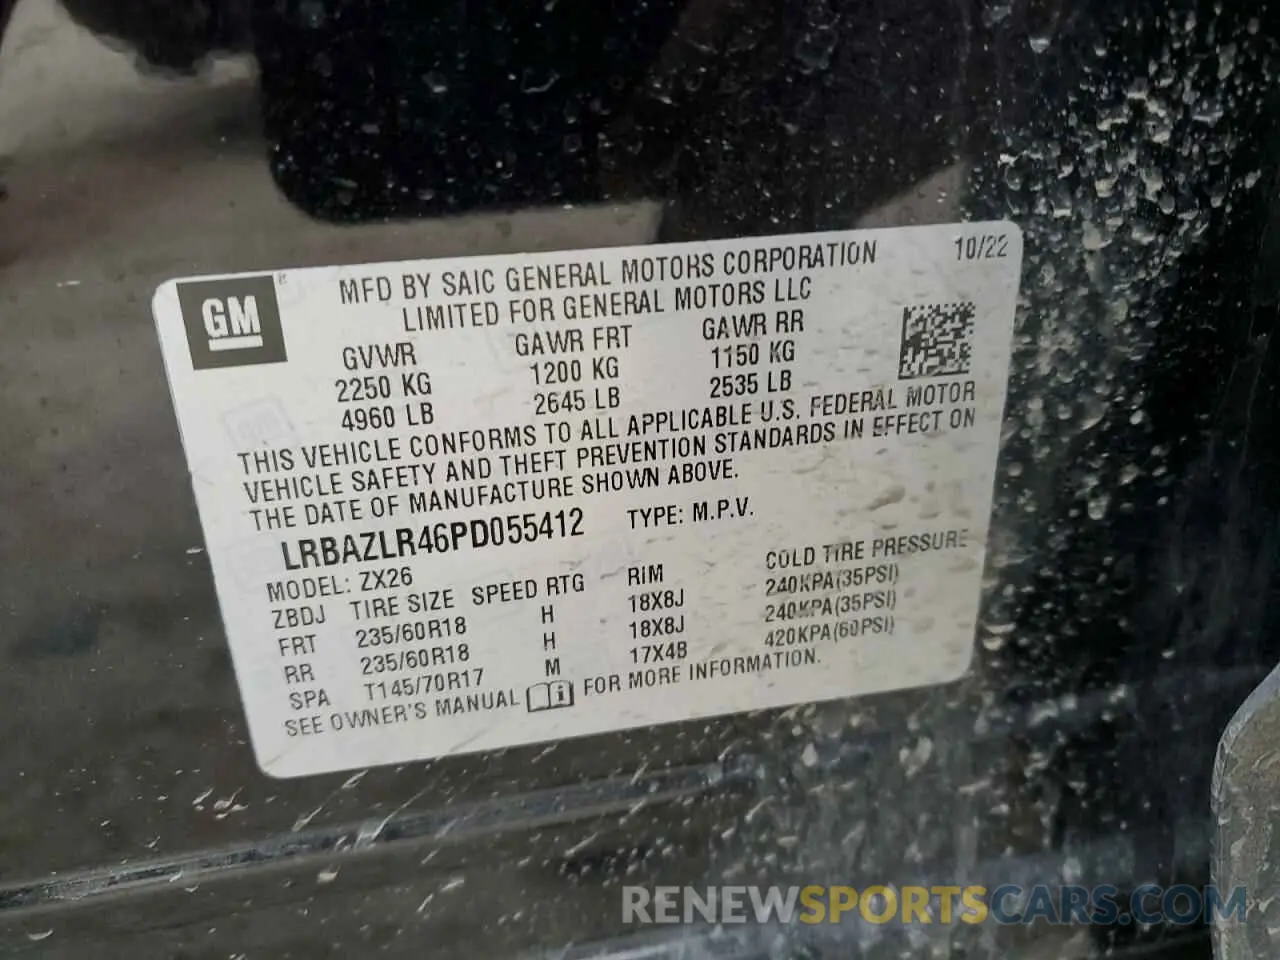 GM
MFD BY SAIC GENERAL MOTORS CORPORATION 10/22
LIMITED FOR GENERAL MOTORS LLC
GVWR GAWR FRT GAWR RR
2250 KG 1200 KG 1150 KG
4960 LB 2645 LB 2535 LB
THIS VEHICLE CONFORMS TO ALL APPLICABLE U.S. FEDERAL MOTOR
VEHICLE SAFETY AND THEFT PREVENTION STANDARDS IN EFFECT ON
THE DATE OF MANUFACTURE SHOWN ABOVE.
LRBAZLR46PD055412 TYPE: M.P.V.
MODEL: ZX26
ZBDJ TIRE SIZE SPEED RTG RIM COLD TIRE PRESSURE
FRT 235/60R18 H 18X8J 240KPA(35PSI)
RR 235/60R18 H 18X8J 240KPA(35PSI)
SPA T145/70R17 M 17X4B 420KPA(60PSI)
SEE OWNER'S MANUAL i FOR MORE INFORMATION.
RENEWSPORTSCARS.COM